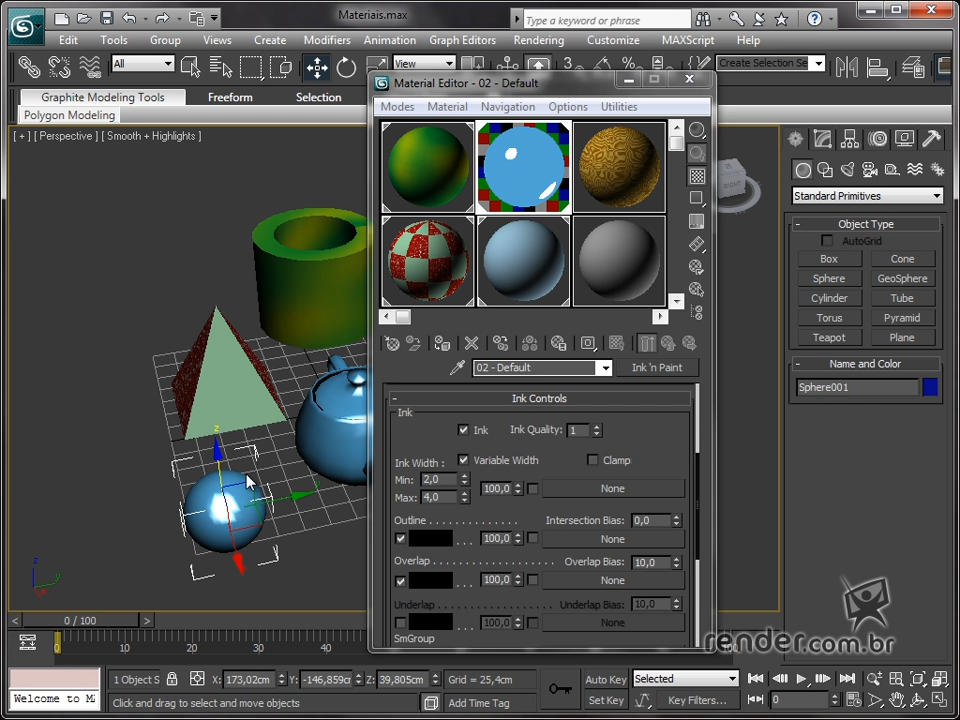 Materiais.max
Type a keyword or phrase
Edit Tools Group Views Create Modifiers Animation Graph Editors Rendering Customize MAXScript Help
All
View
Create Selection Se
Graphite Modeling Tools Freeform Selection
Polygon Modeling
[ + ] [ Perspective ] [ Smooth + Highlights ]
Material Editor - 02 - Default
Modes Material Navigation Options Utilities
02 - Default
Ink 'n Paint
Ink Controls
Ink
Ink Ink Quality: 1
Ink Width : Variable Width Clamp
Min: 2,0
Max: 4,0
100,0 None
Outline . . . . . . . . . . . . . . Intersection Bias: 0,0
. . . 100,0 None
Overlap . . . . . . . . . . . . . . Overlap Bias: 10,0
. . . 100,0 None
Underlap . . . . . . . . . . . . . . Underlap Bias: 10,0
. . . 100,0 None
SmGroup
RIGHT
Standard Primitives
- Object Type
AutoGrid
Box Cone
Sphere GeoSphere
Cylinder Tube
Torus Pyramid
Teapot Plane
- Name and Color
Sphere001
z
y
z
y
x
render.com.br
< 0 / 100 >
0 10 20 30 40
1 Object S X: 173,02cm Y: -146,859cm Z: 39,805cm Grid = 25,4cm
Auto Key Selected
Welcome to MA
Click and drag to select and move objects
Add Time Tag
Set Key Key Filters... 0